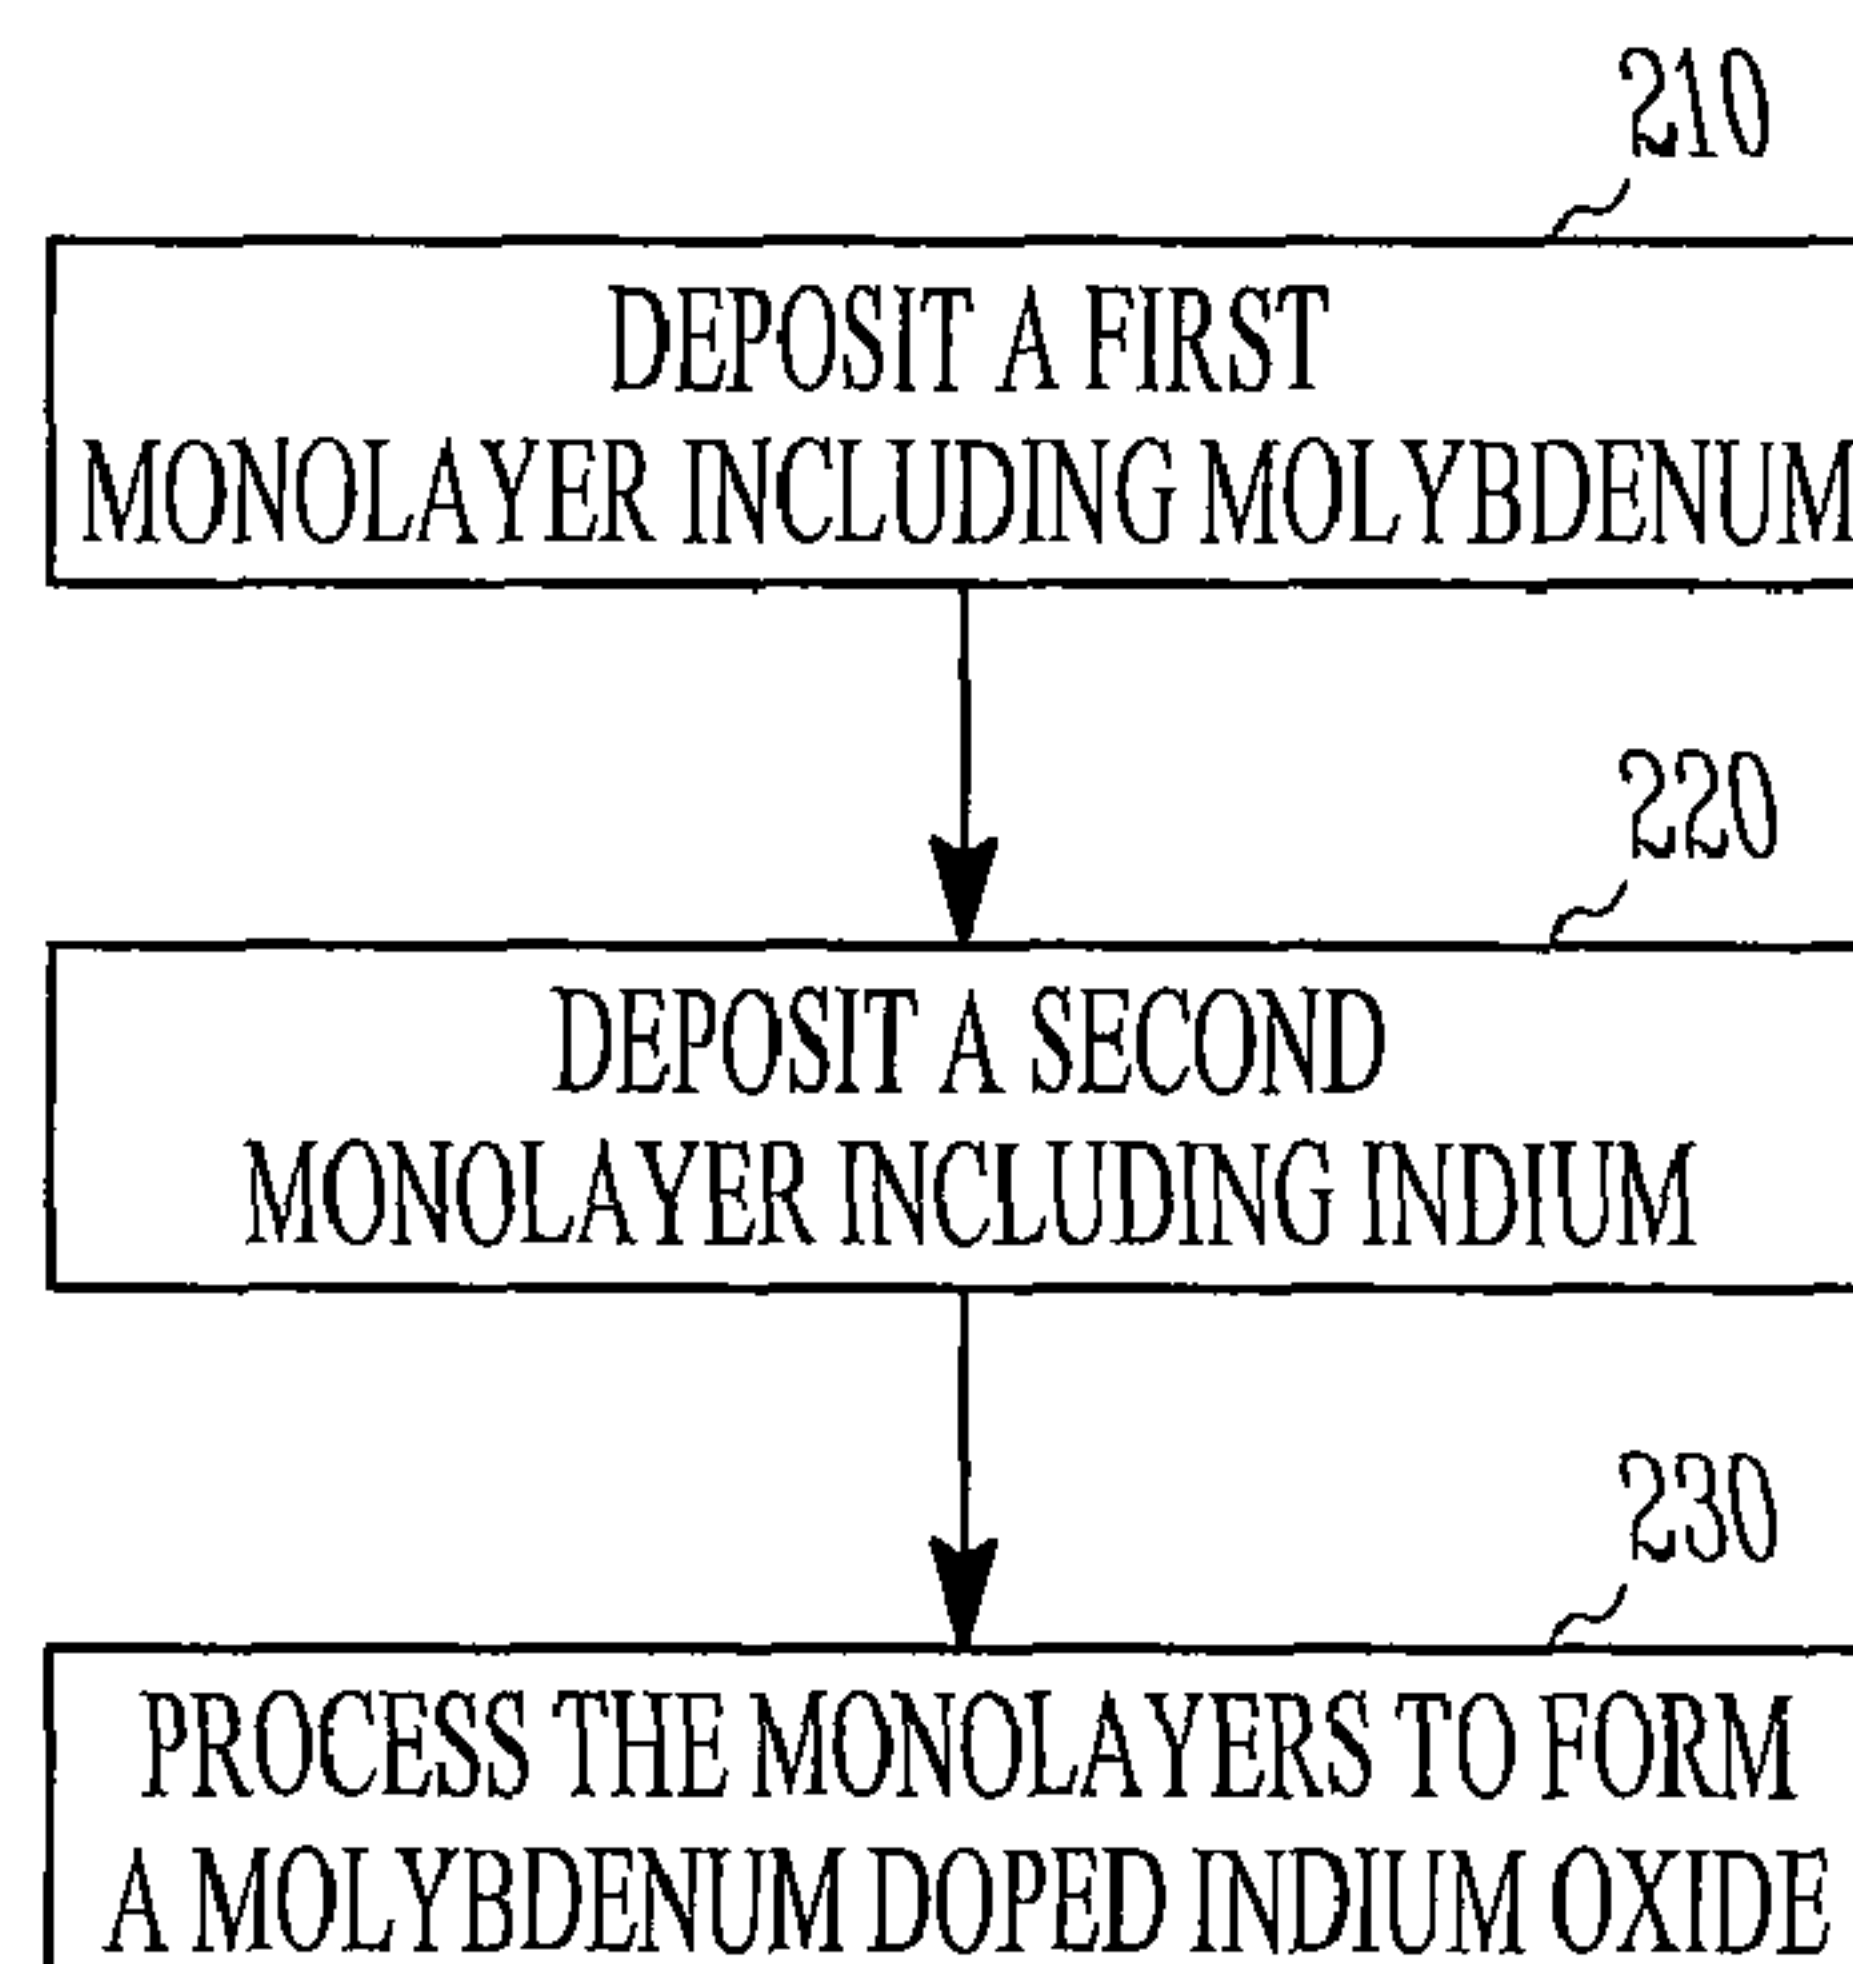 210
DEPOSIT A FIRST
MONOLAYER INCLUDING MOLYBDENUM
220
DEPOSIT A SECOND
MONOLAYER INCLUDING INDIUM
230
PROCESS THE MONOLAYERS TO FORM
A MOLYBDENUM DOPED INDIUM OXIDE